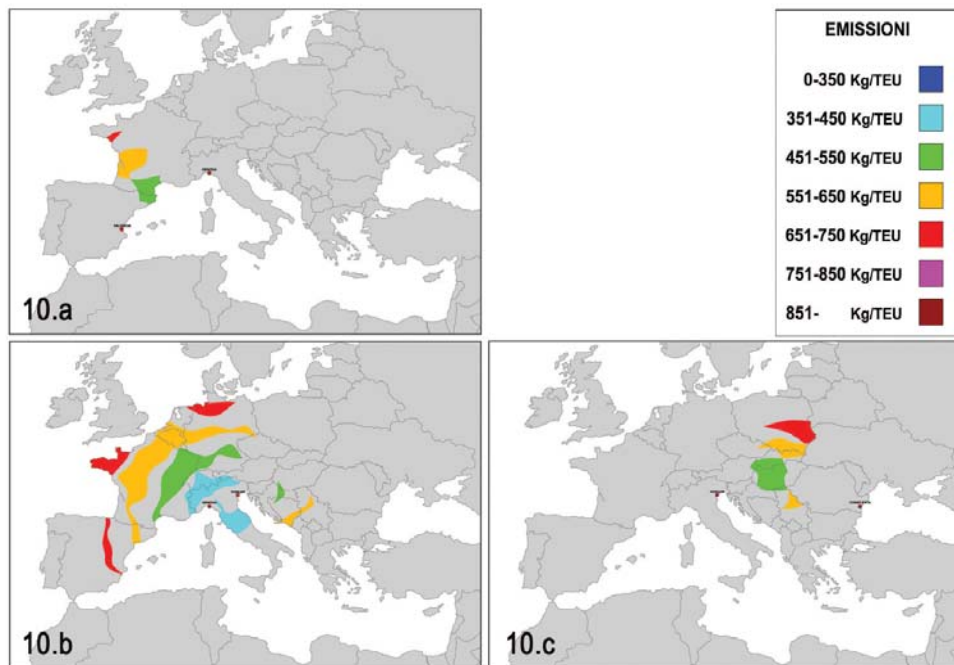 EMISSIONI
0-350 Kg/TEU
351-450 Kg/TEU
451-550 Kg/TEU
551-650 Kg/TEU
651-750 Kg/TEU
751-850 Kg/TEU
851- Kg/TEU
10.a
10.b
10.c